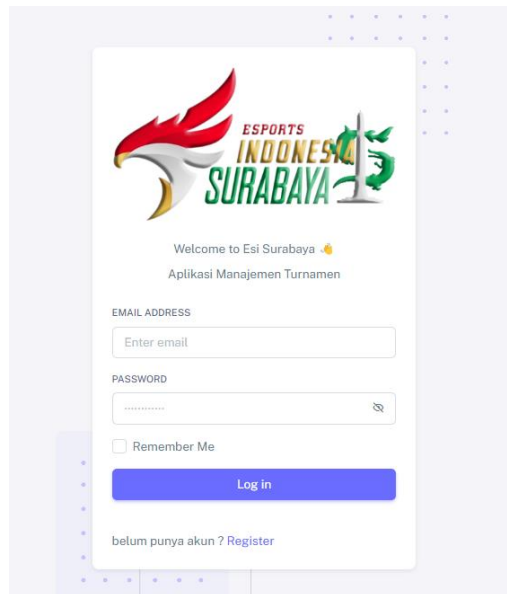 ESPORTS
INDONESIA
SURABAYA
Welcome to Esi Surabaya 👋
Aplikasi Manajemen Turnamen
EMAIL ADDRESS
Enter email
PASSWORD
············
Remember Me
Log in
belum punya akun ? Register